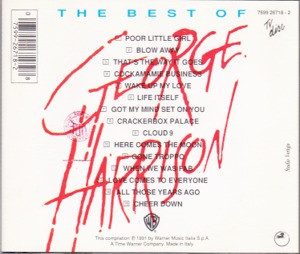 THE BEST OF
7599 26716 - 2
POOR LITTLE GIRL
BLOW AWAY
THAT'S THE WAY IT GOES
COCKAMAMIE BUSINESS
WAKE UP MY LOVE
LIFE ITSELF
GOT MY MIND SET ON YOU
CRACKERBOX PALACE
CLOUD 9
HERE COMES THE MOON
GONE TROPPO
WHEN WE WAS FAB
LOVE COMES TO EVERYONE
ALL THOSE YEARS AGO
CHEER DOWN
GEORGE
HARRISON
This compilation ℗ 1991 by Warner Music Italia S.p.A.
A Time Warner Company. Made in Italy